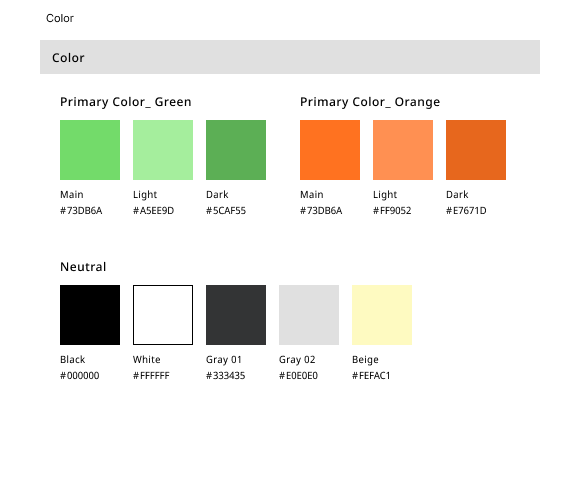 Color
Color
Primary Color_ Green
Primary Color_ Orange
Main
Light
Dark
Main
Light
Dark
#73DB6A
#A5EE9D
#5CAF55
#73DB6A
#FF9052
#E7671D
Neutral
Black
White
Gray 01
Gray 02
Beige
#000000
#FFFFFF
#333435
#E0E0E0
#FEFAC1